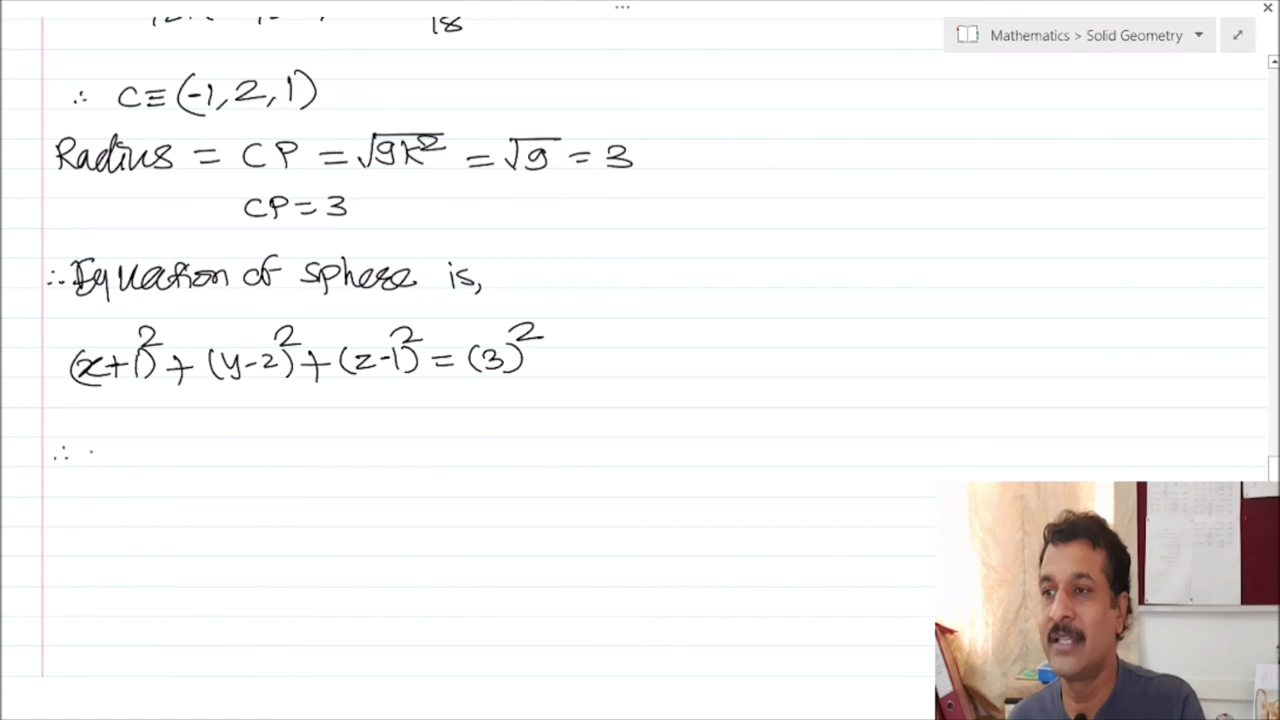 18
Mathematics > Solid Geometry
∴ C≡(-1,2,1)
Radius = CP = √9k² = √9 = 3
CP=3
∴ Equation of sphere is,
(x+1)² + (y-2)² + (z-1)² = (3)²
∴